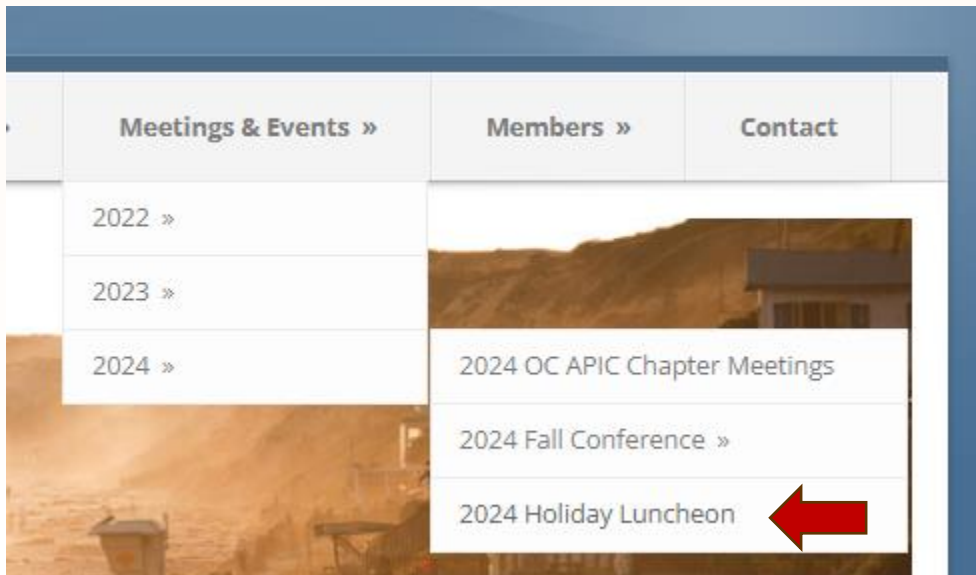 Meetings & Events »
Members »
Contact
2022 »
2023 »
2024 »
2024 OC APIC Chapter Meetings
2024 Fall Conference »
2024 Holiday Luncheon